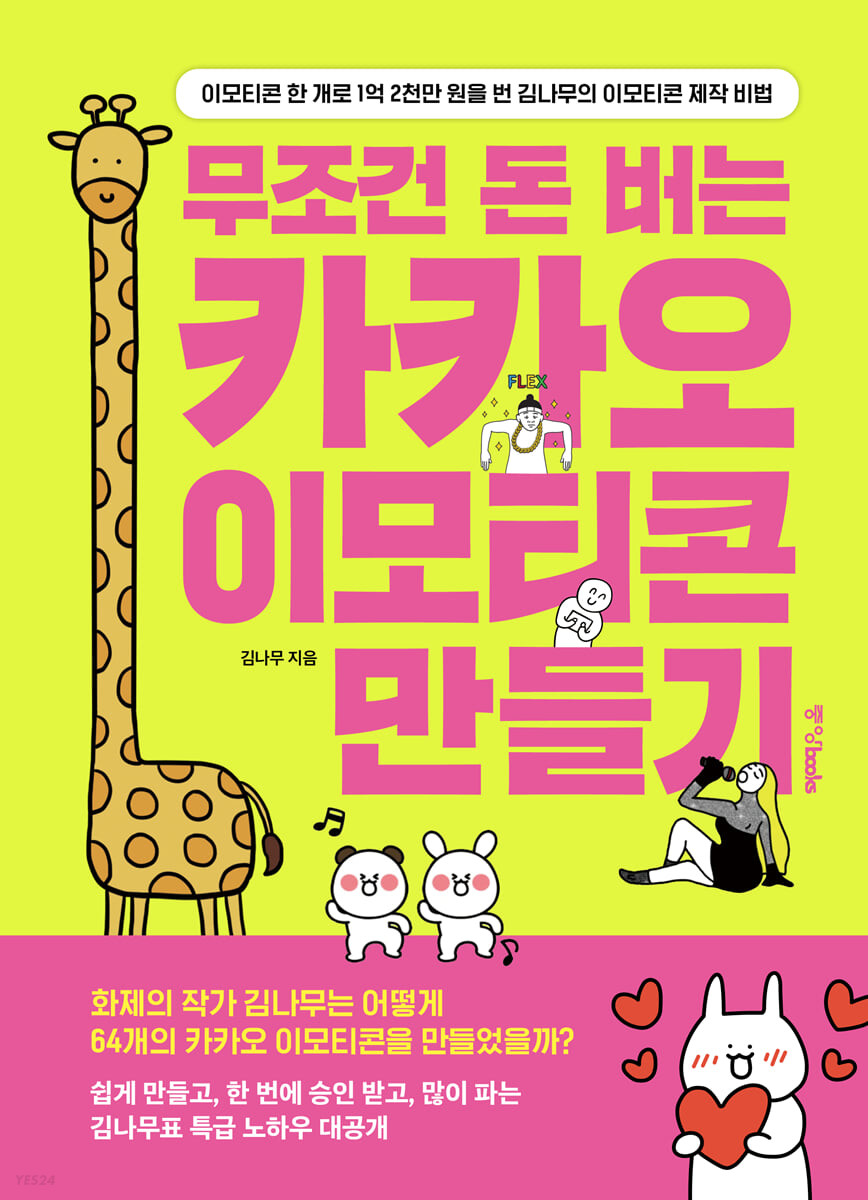 이모티콘 한 개로 1억 2천만 원을 번 김나무의 이모티콘 제작 비법
무조건 돈 버는
카카오
FLEX
이모티콘
김나무 지음
만들기
중앙books
화제의 작가 김나무는 어떻게
64개의 카카오 이모티콘을 만들었을까?
쉽게 만들고, 한 번에 승인 받고, 많이 파는
김나무표 특급 노하우 대공개
YES24